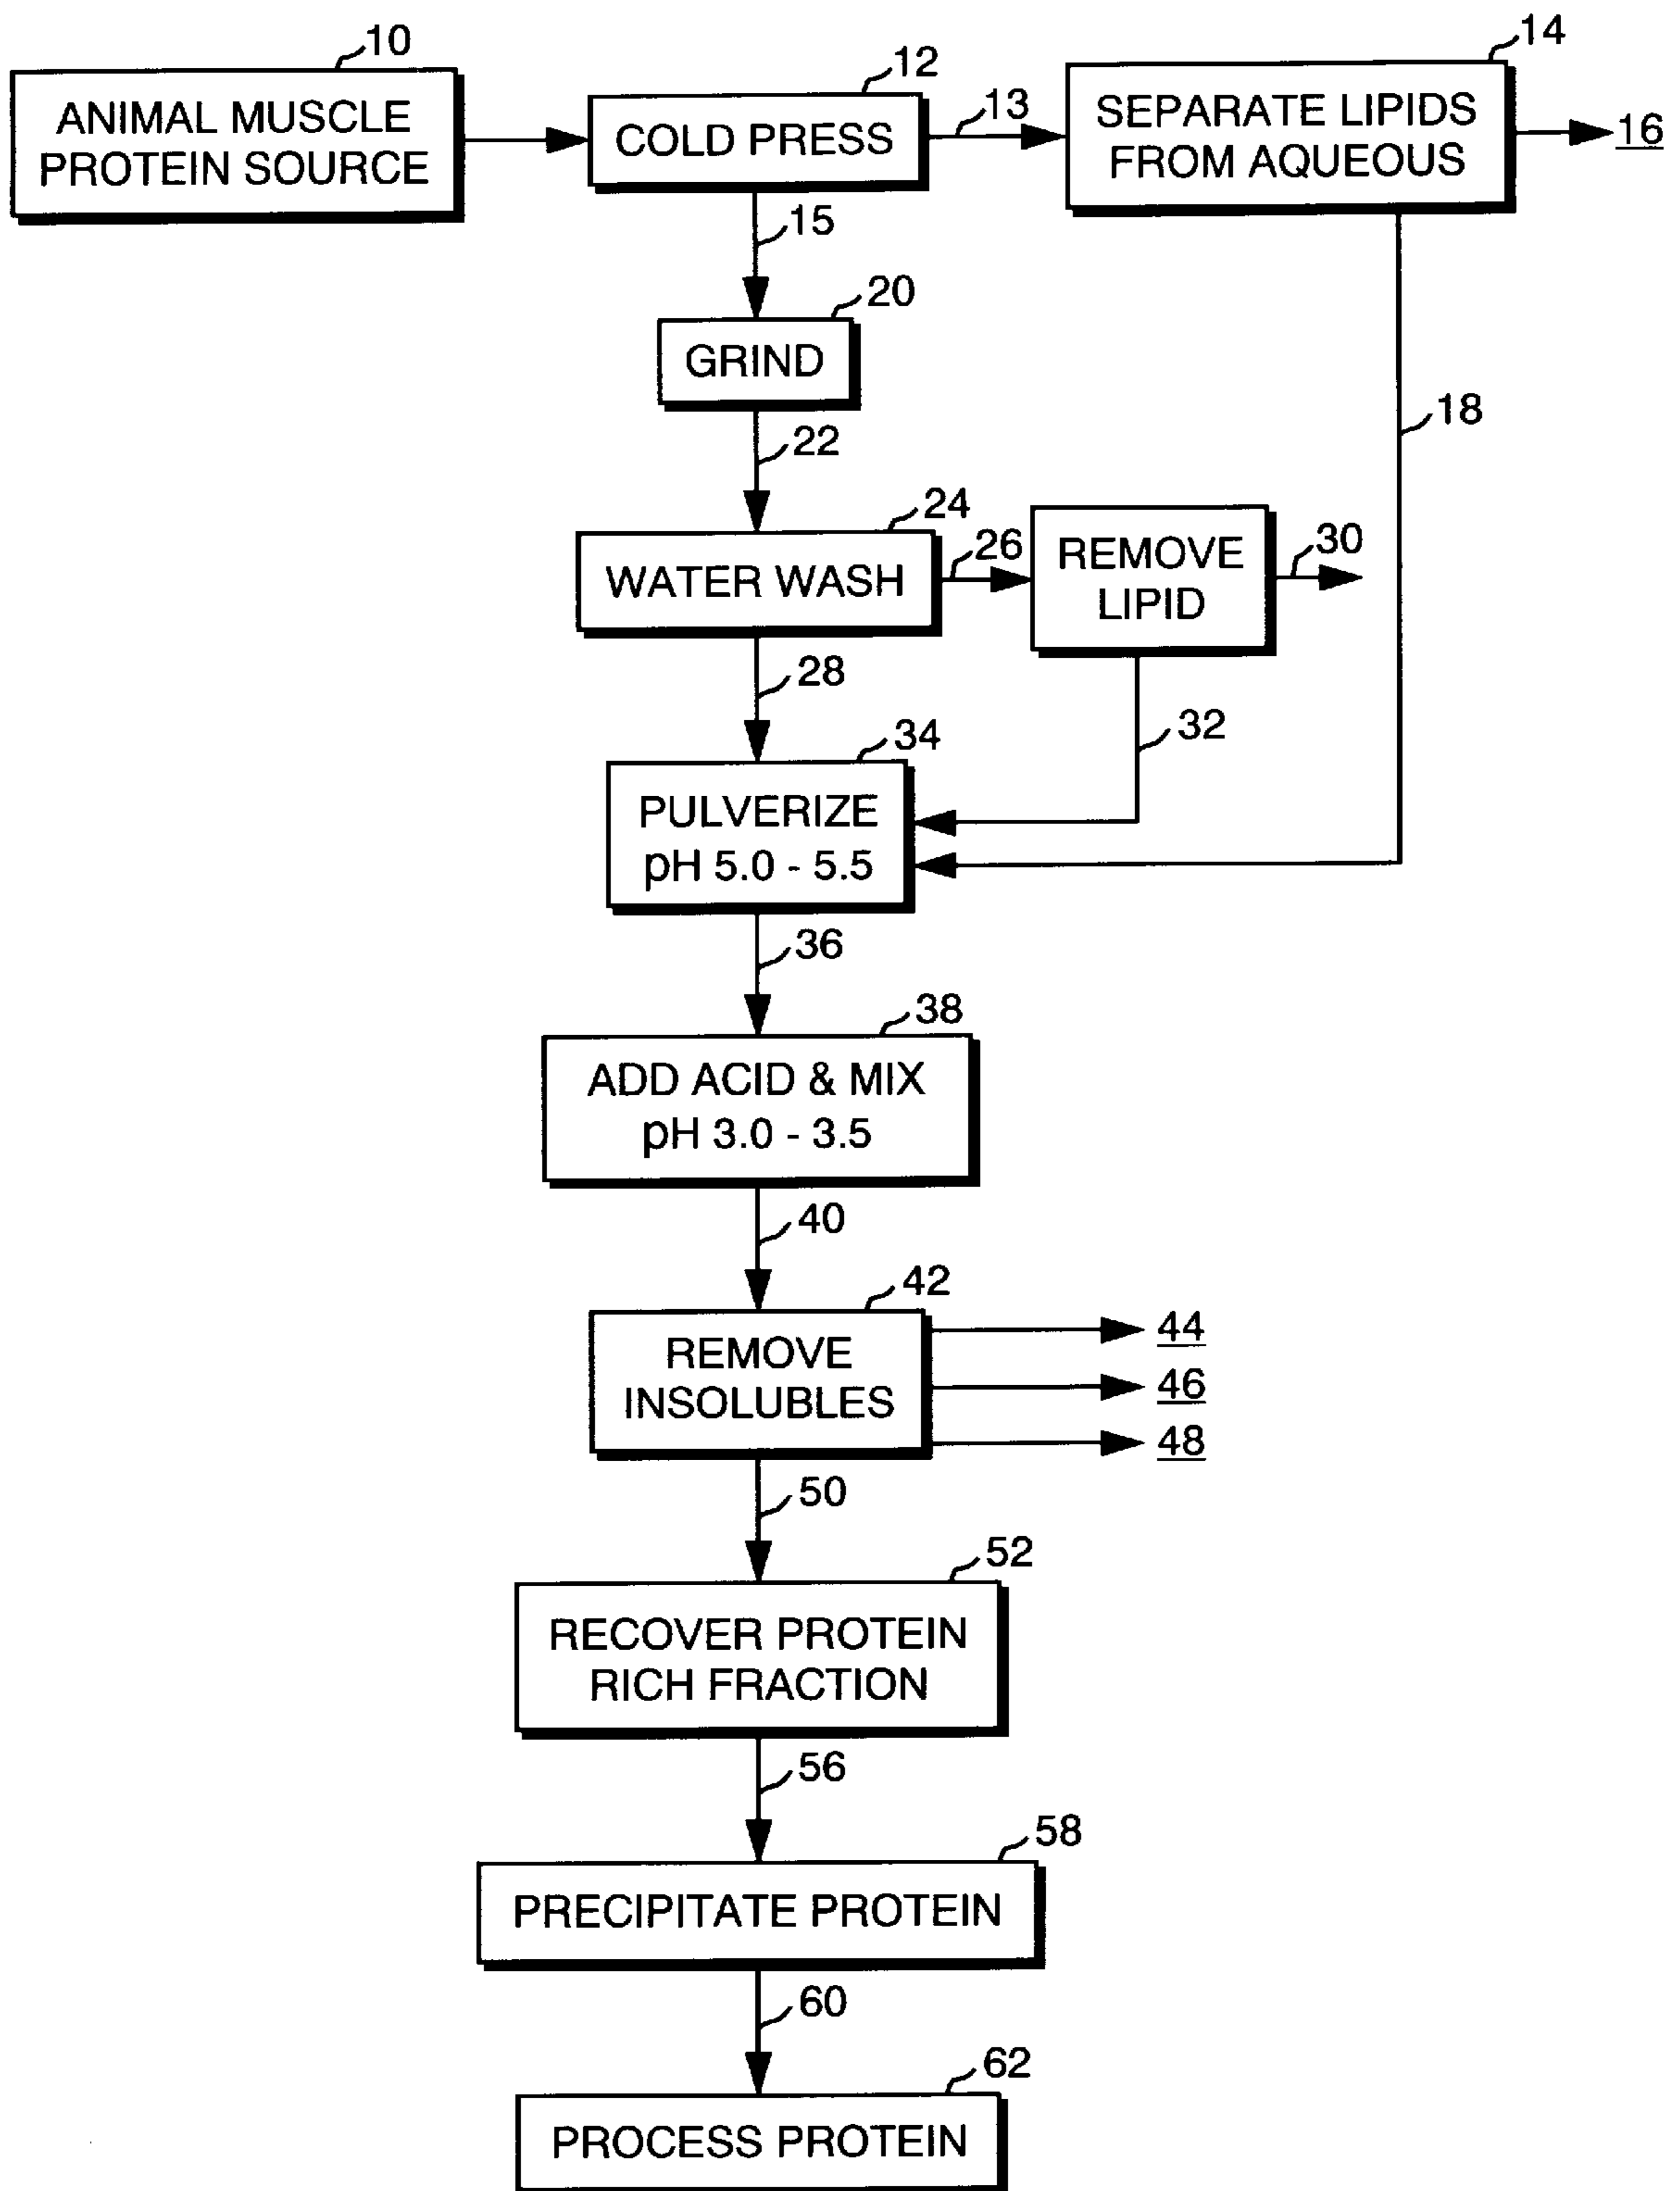 10
ANIMAL MUSCLE
PROTEIN SOURCE
12
COLD PRESS
13
14
SEPARATE LIPIDS
FROM AQUEOUS
16
15
18
20
GRIND
22
24
WATER WASH
26
REMOVE
LIPID
30
28
32
34
PULVERIZE
pH 5.0 - 5.5
36
38
ADD ACID & MIX
pH 3.0 - 3.5
40
42
REMOVE
INSOLUBLES
44
46
48
50
52
RECOVER PROTEIN
RICH FRACTION
56
58
PRECIPITATE PROTEIN
60
62
PROCESS PROTEIN